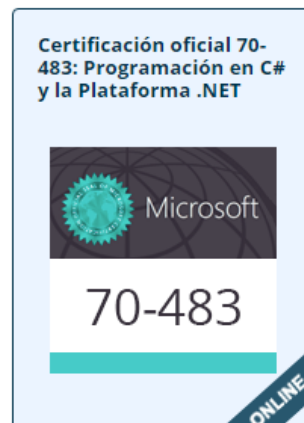 Certificación oficial 70-
483: Programación en C#
y la Plataforma .NET
Microsoft
70-483
ONLINE